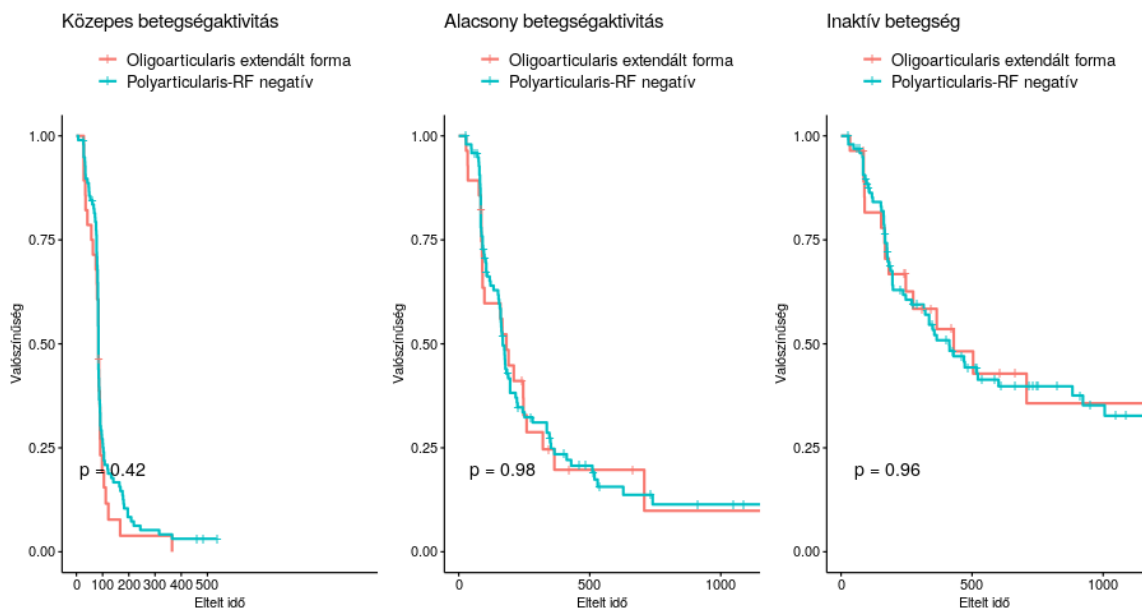 Közepes betegségaktivitás
Oligoarticularis extendált forma
Polyarticularis-RF negatív
1.00
0.75
0.50
0.25
0.00
Valószínűség
p = 0.42
0 100 200 300 400 500
Eltelt idő
Alacsony betegségaktivitás
Oligoarticularis extendált forma
Polyarticularis-RF negatív
1.00
0.75
0.50
0.25
0.00
Valószínűség
p = 0.98
0 500 1000
Eltelt idő
Inaktív betegség
Oligoarticularis extendált forma
Polyarticularis-RF negatív
1.00
0.75
0.50
0.25
0.00
Valószínűség
p = 0.96
0 500 1000
Eltelt idő